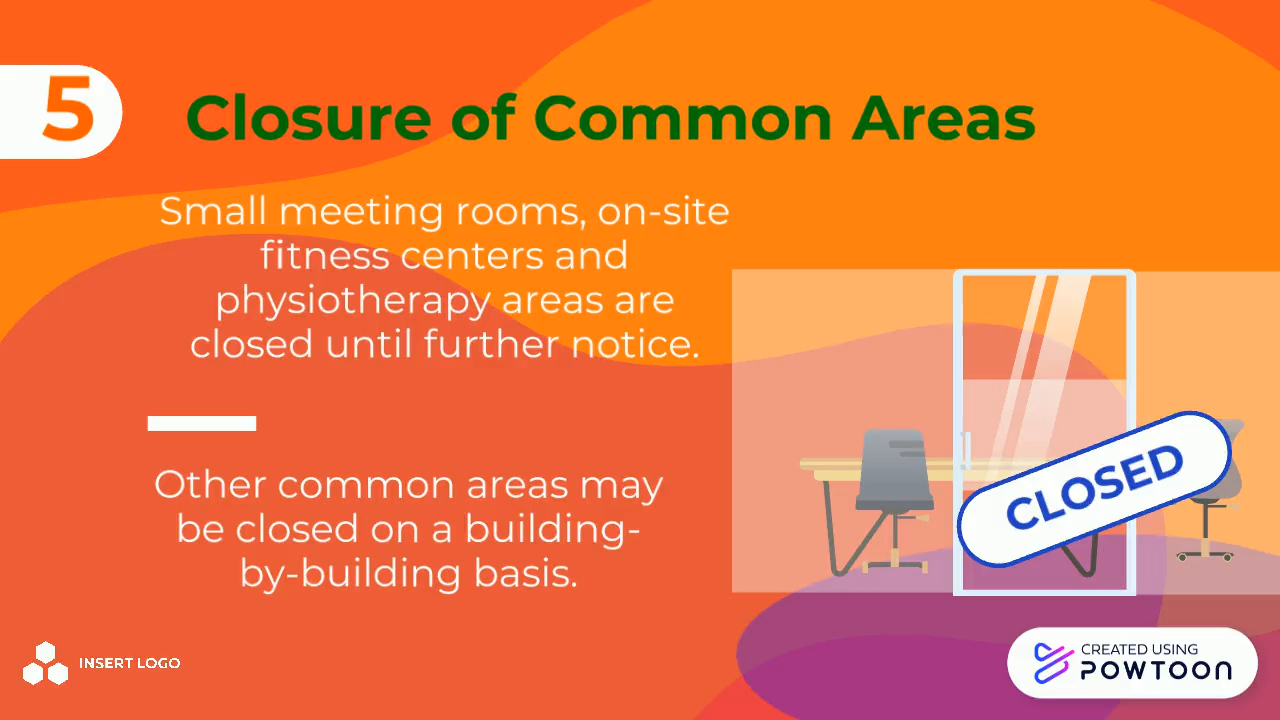 5
Closure of Common Areas
Small meeting rooms, on-site
fitness centers and
physiotherapy areas are
closed until further notice.
Other common areas may
be closed on a building-
by-building basis.
CLOSED
INSERT LOGO
CREATED USING
POWTOON